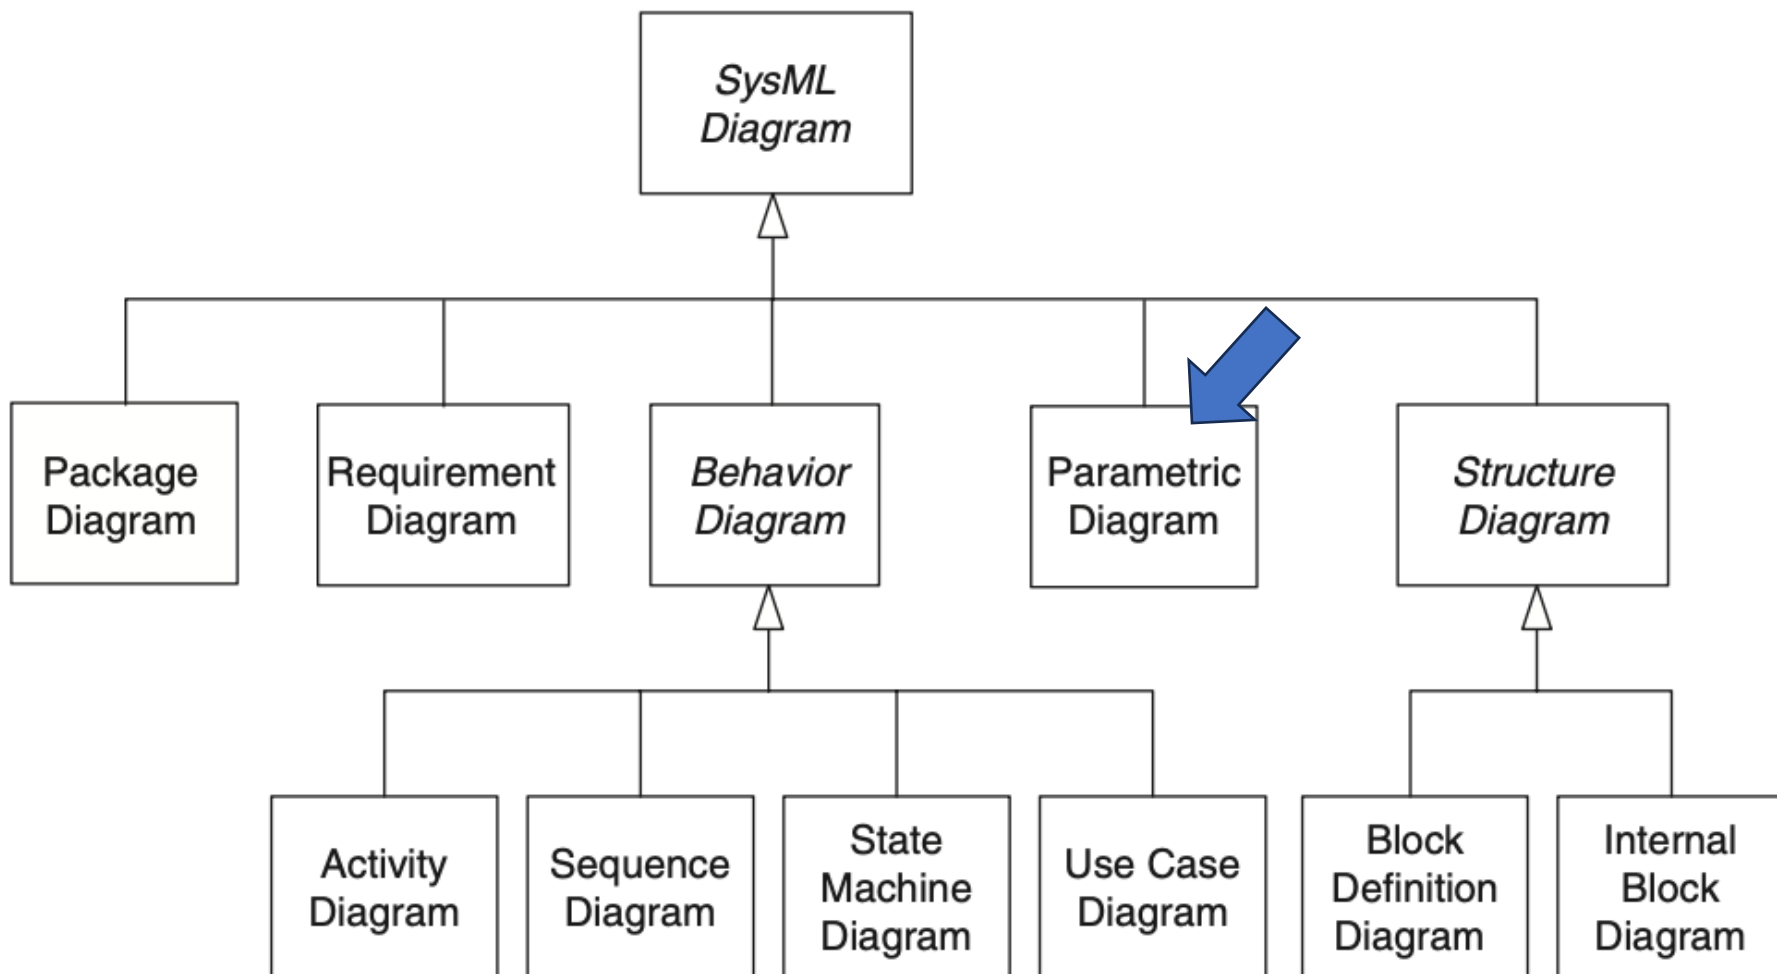 SysML
Diagram
Package
Diagram
Requirement
Diagram
Behavior
Diagram
Parametric
Diagram
Structure
Diagram
Activity
Diagram
Sequence
Diagram
State
Machine
Diagram
Use Case
Diagram
Block
Definition
Diagram
Internal
Block
Diagram